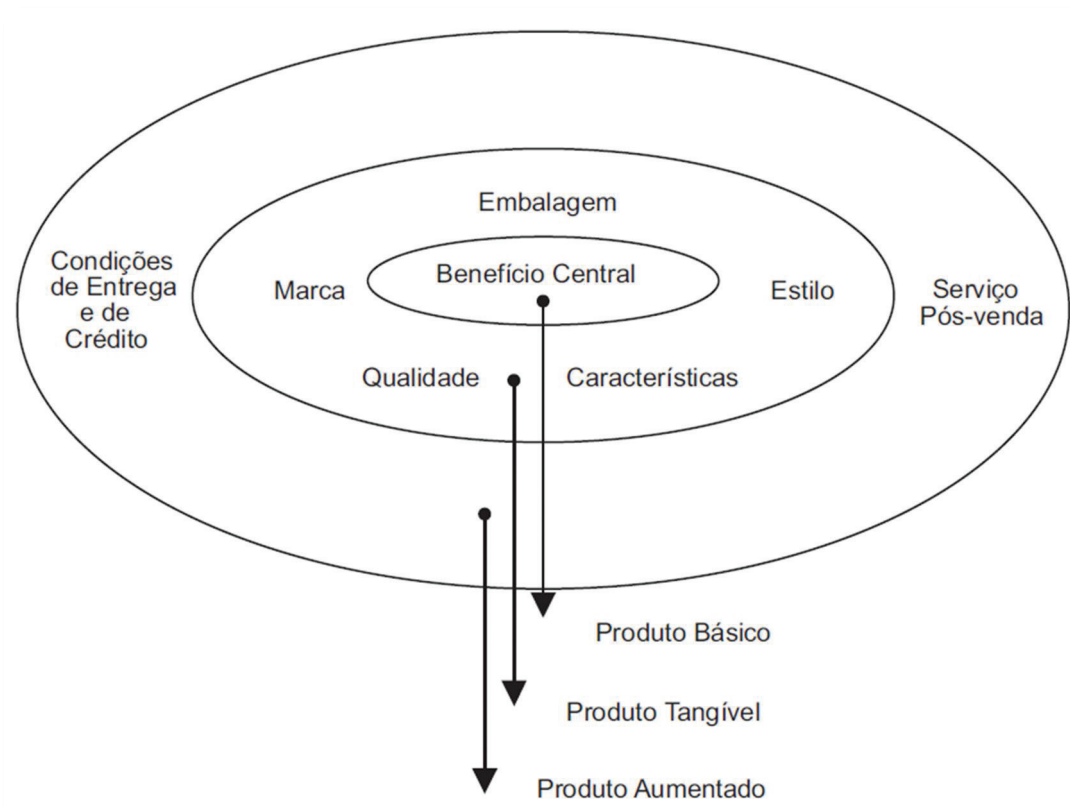 Embalagem
Benefício Central
Condições
de Entrega
e de
Crédito
Marca
Estilo
Serviço
Pós-venda
Qualidade
Características
Produto Básico
Produto Tangível
Produto Aumentado